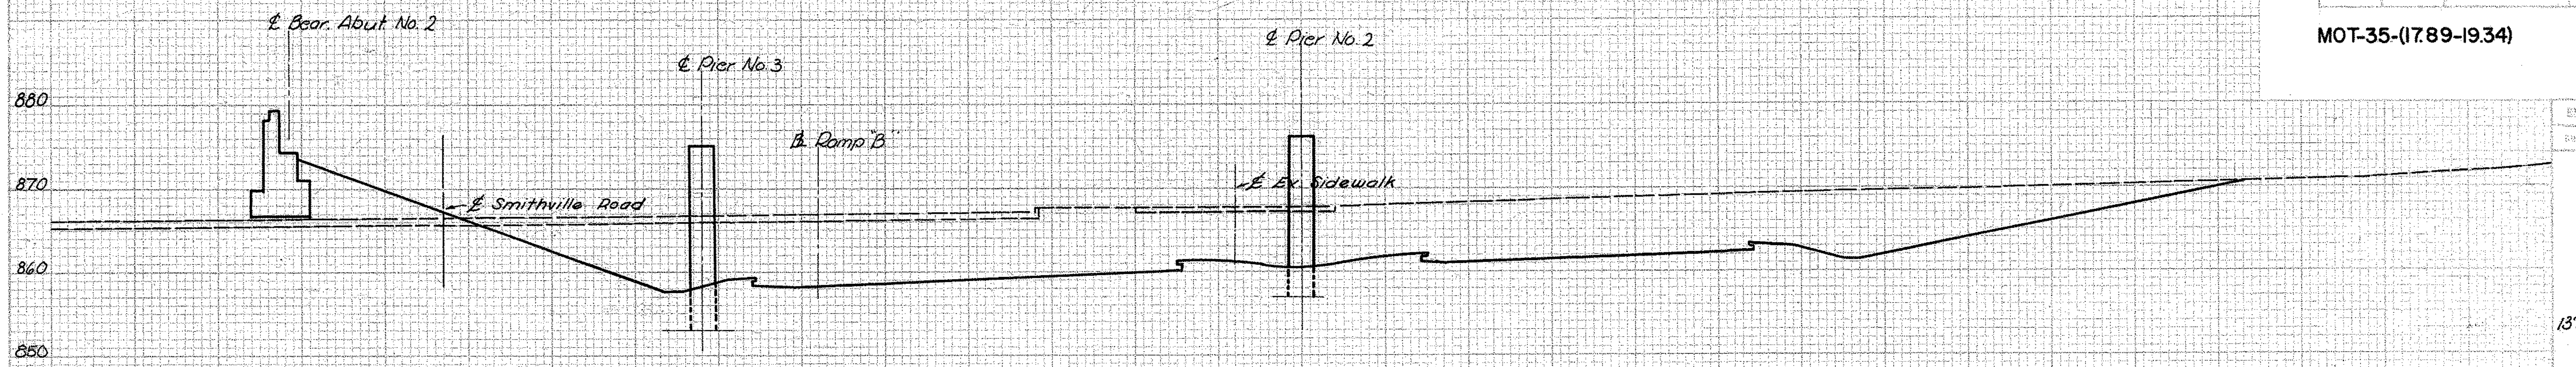 ℄ Bear. Abut. No. 2
℄ Pier No. 3
℄ Pier No. 2
MOT-35-(17.89-19.34)
880
870
860
850
℄ Smithville Road
Ramp "B"
℄ Ex. Sidewalk